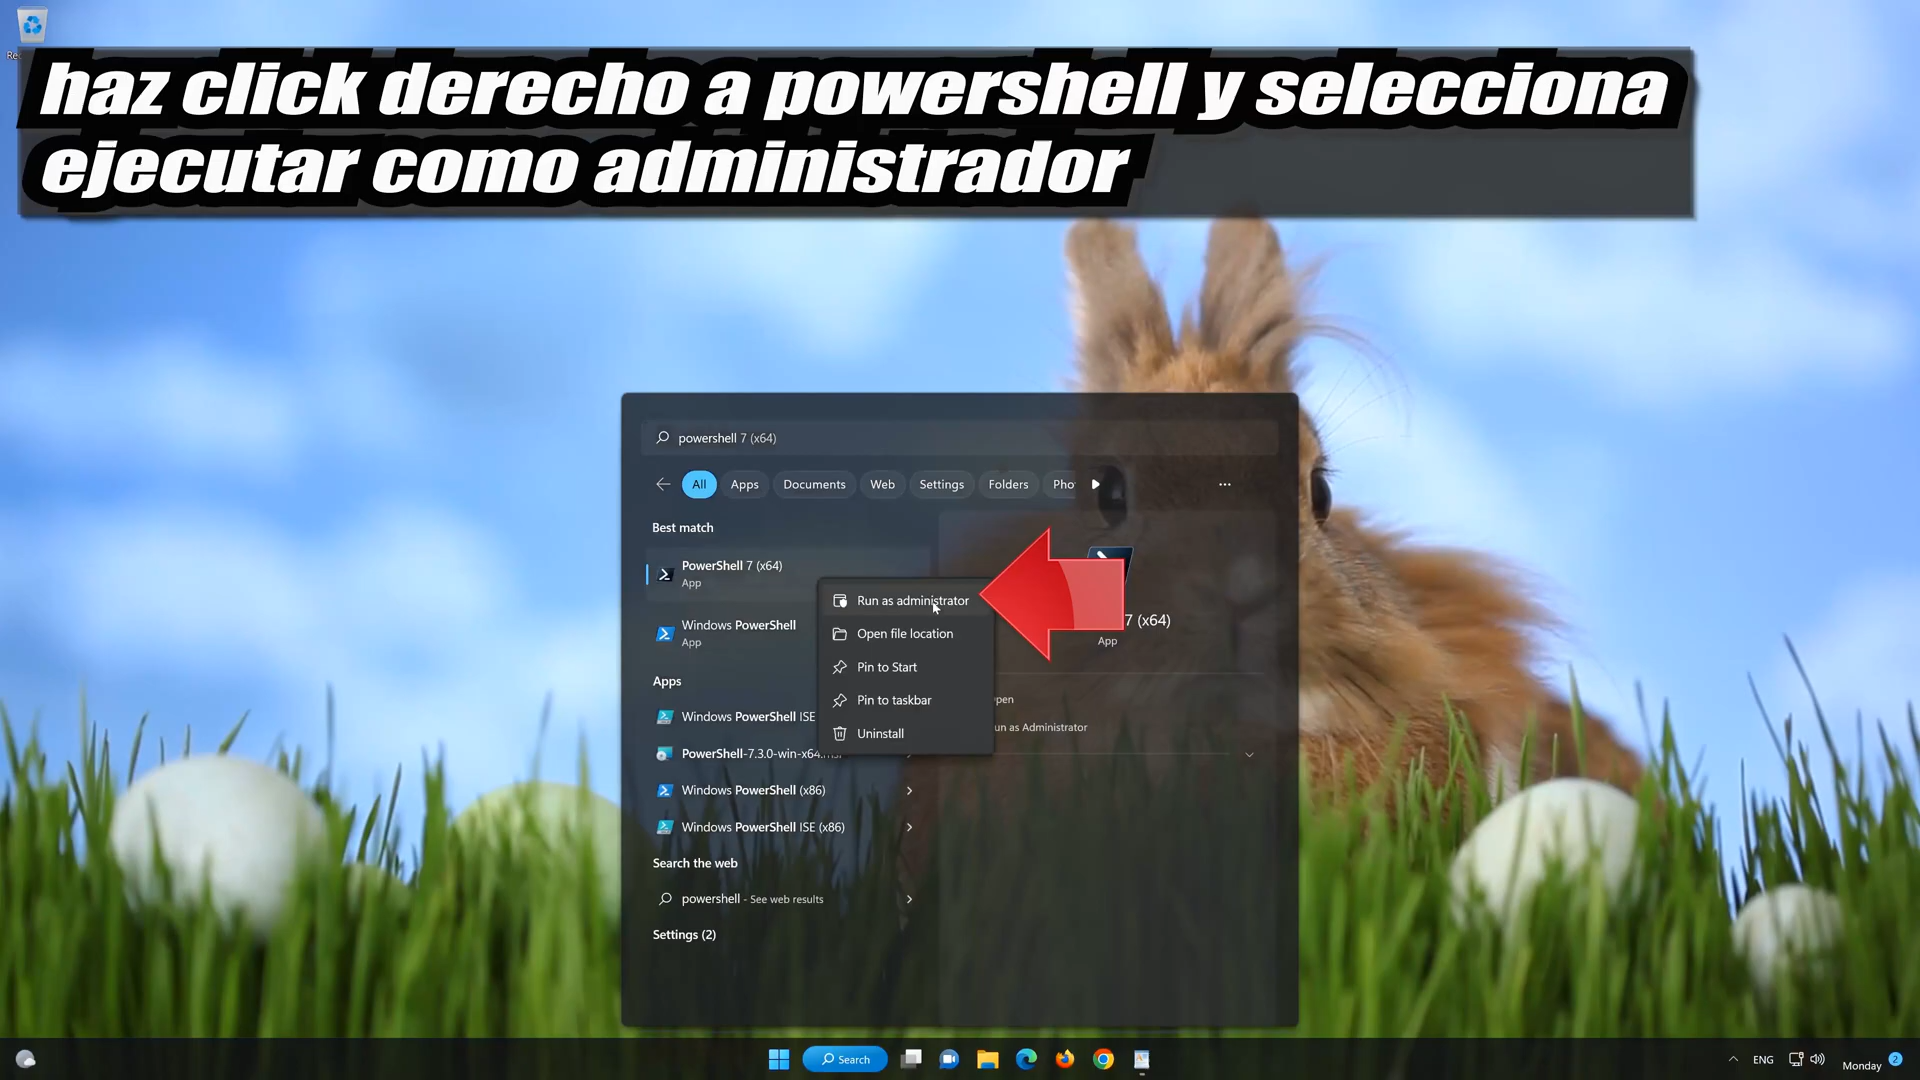 haz click derecho a powershell y selecciona
ejecutar como administrador
powershell 7 (x64)
All
Apps
Documents
Web
Settings
Folders
Best match
PowerShell 7 (x64)
App
Run as administrator
Open file location
Pin to Start
Pin to taskbar
Uninstall
7 (x64)
App
Windows PowerShell
App
Apps
Windows PowerShell ISE
PowerShell-7.3.0-win-x64.msi
Windows PowerShell (x86)
Windows PowerShell ISE (x86)
Search the web
powershell - See web results
Settings (2)
as Administrator
Search
ENG
Monday
2